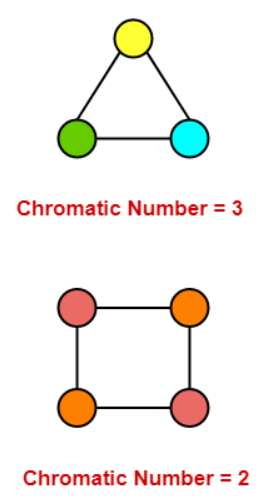 Chromatic Number = 3
Chromatic Number = 2